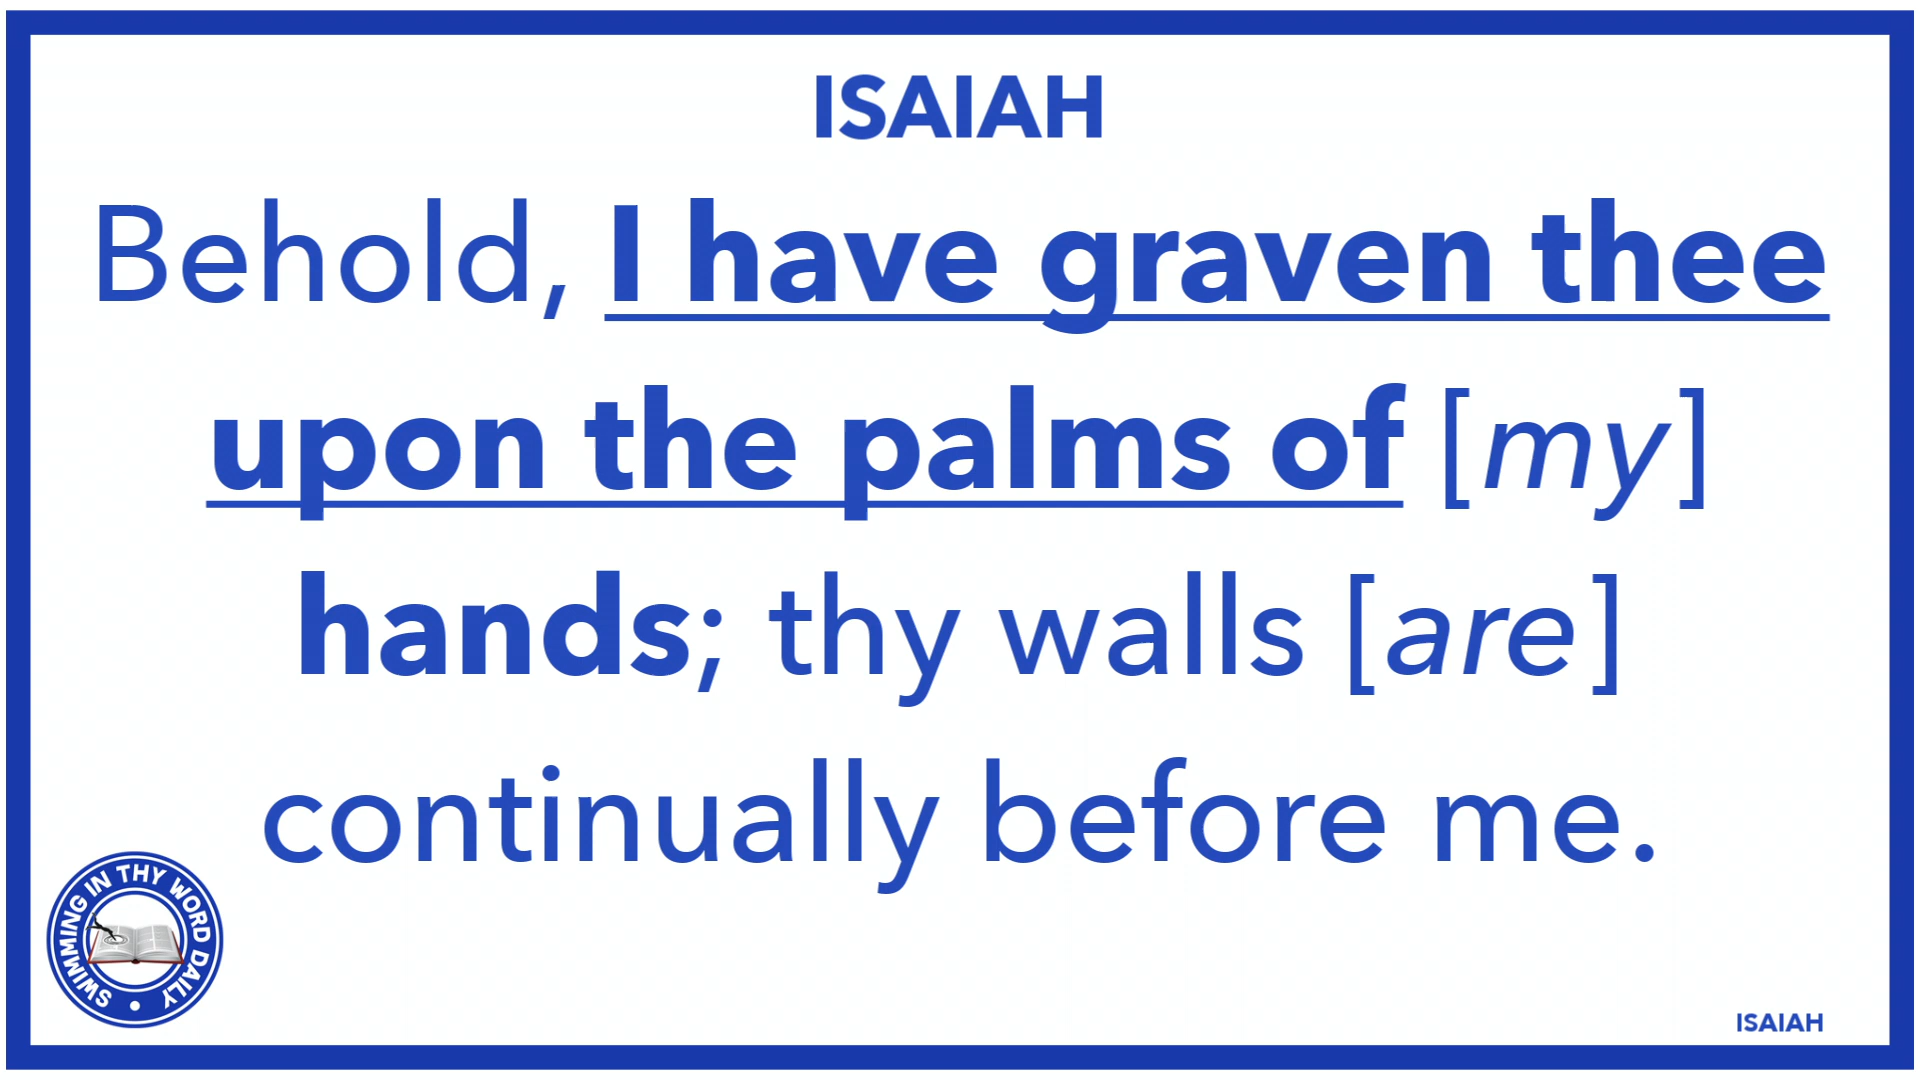 ISAIAH
Behold, I have graven thee
upon the palms of [my]
hands; thy walls [are]
continually before me.
SWIMMING IN THY WORD DAILY •
ISAIAH